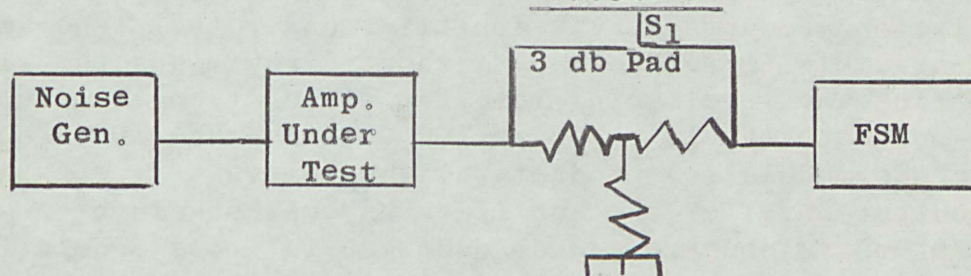 S1
3 db Pad
Noise
Gen.
Amp.
Under
Test
FSM